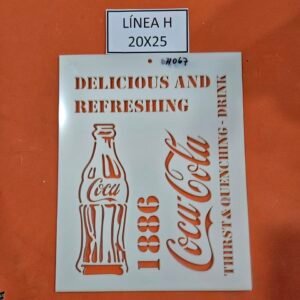 LÍNEA H
20X25
H067
DELICIOUS AND
REFRESHING
Coca
1886
Coca-Cola
THIRST & QUENCHING - DRINK